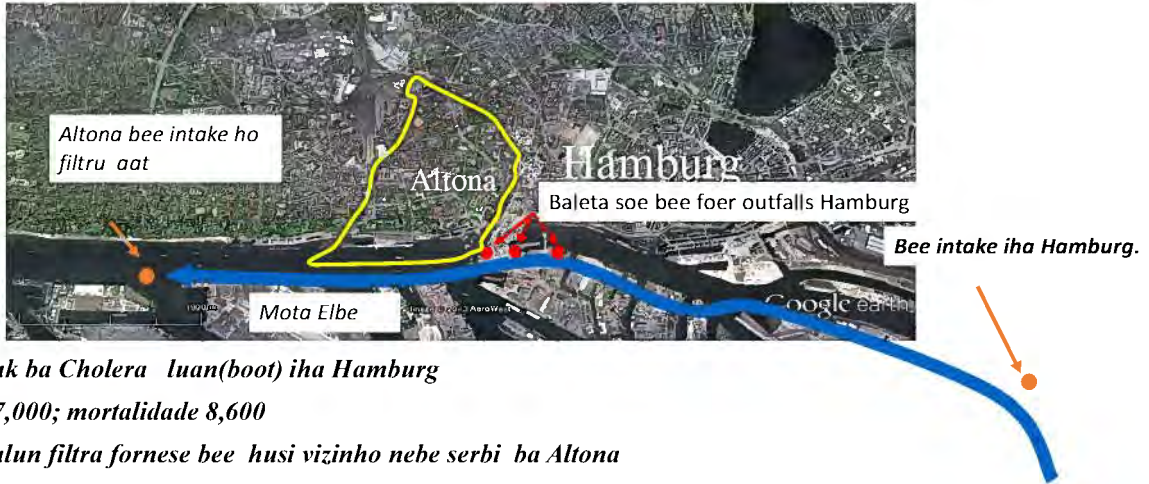 Altona bee intake ho
filtru aat
Altona
Hamburg
Baleta soe bee foer outfalls Hamburg
Bee intake iha Hamburg.
Mota Elbe
Google earth
ak ba Cholera luan(boot) iha Hamburg
7,000; mortalidade 8,600
alun filtra fornese bee husi vizinho nebe serbi ba Altona